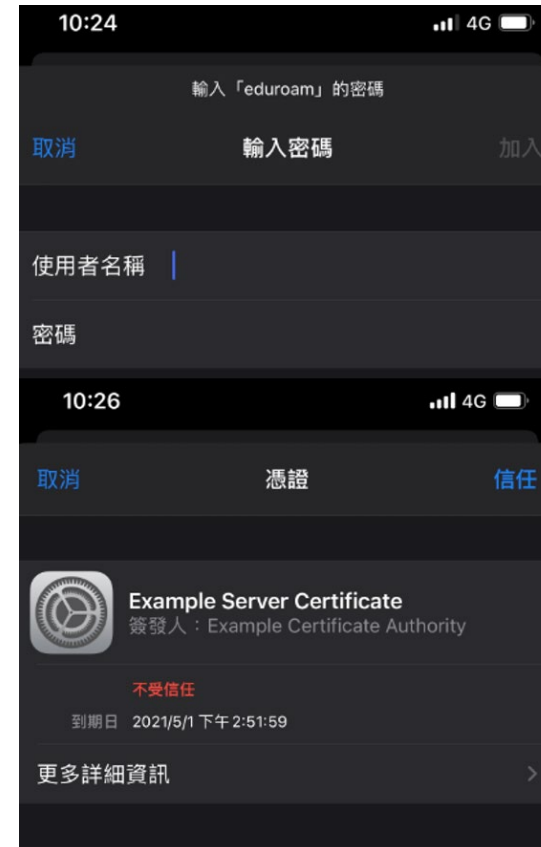 10:24 4G
輸入「eduroam」的密碼
取消 輸入密碼 加入
使用者名稱
密碼
10:26 4G
取消 憑證 信任
Example Server Certificate
簽發人：Example Certificate Authority
不受信任
到期日 2021/5/1 下午2:51:59
更多詳細資訊